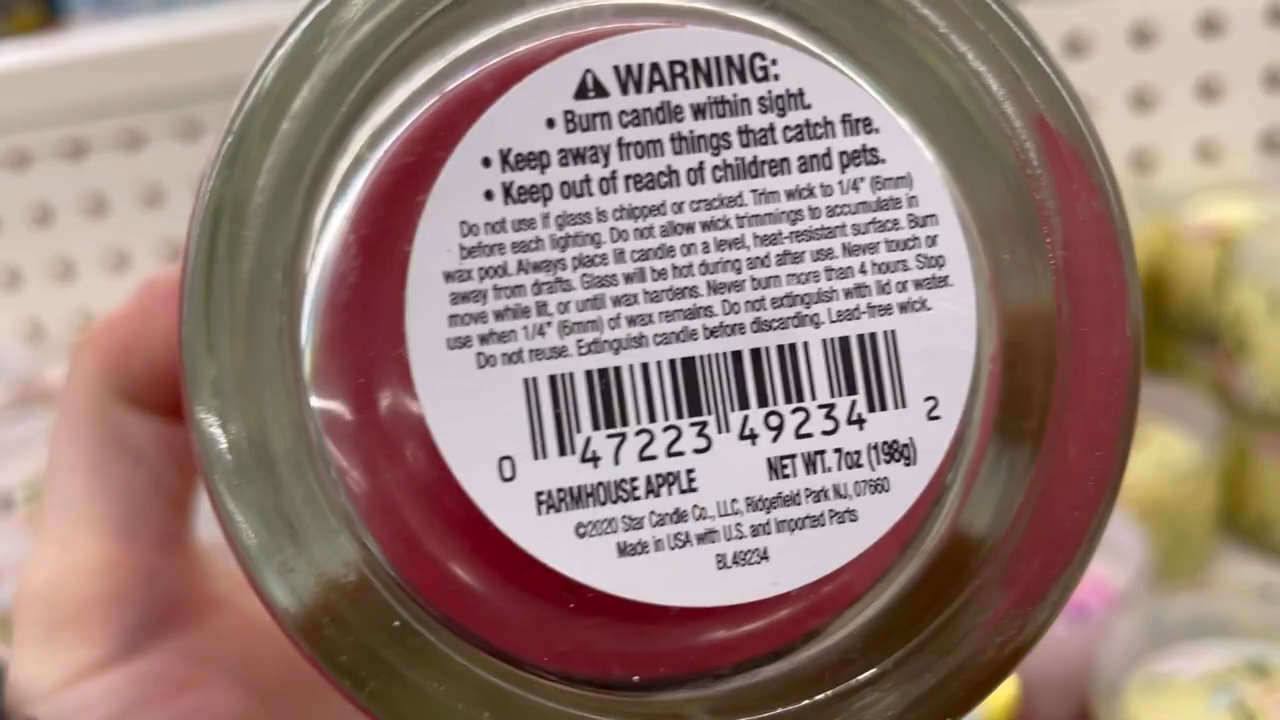 ⚠ WARNING:
• Burn candle within sight.
• Keep away from things that catch fire.
• Keep out of reach of children and pets.
Do not use if glass is chipped or cracked. Trim wick to 1/4" (6mm)
before each lighting. Do not allow wick trimmings to accumulate in
wax pool. Always place lit candle on a level, heat-resistant surface. Burn
away from drafts. Glass will be hot during and after use. Never touch or
move while lit, or until wax hardens. Never burn more than 4 hours. Stop
use when 1/4" (6mm) of wax remains. Do not extinguish with lid or water.
Do not reuse. Extinguish candle before discarding. Lead-free wick.
0 47223 49234 2
FARMHOUSE APPLE NET WT. 7oz (198g)
©2020 Star Candle Co., LLC, Ridgefield Park NJ, 07660
Made in USA with U.S. and Imported Parts
BL49234